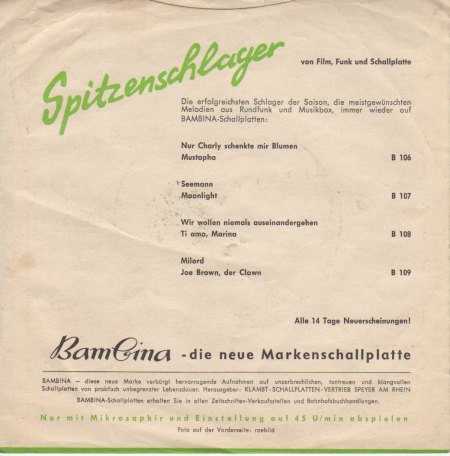 Spitzenschlager
von Film, Funk und Schallplatte
Die erfolgreichsten Schlager der Saison, die meistgewünschten
Melodien aus Rundfunk und Musikbox, immer wieder auf
BAMBINA-Schallplatten:
Nur Charly schenkte mir Blumen
Mustapha B 106
Seemann
Moonlight B 107
Wir wollen niemals auseinandergehen
Ti amo, Marina B 108
Milord
Joe Brown, der Clown B 109
Alle 14 Tage Neuerscheinungen!
BamBina - die neue Markenschallplatte
BAMBINA – diese neue Marke verbürgt hervorragende Aufnahmen auf unzerbrechlichen, tontreuen und klangvollen
Schallplatten von praktisch unbegrenzter Lebensdauer. Herausgeber: KLAMBT-SCHALLPLATTEN-VERTRIEB SPEYER AM RHEIN
BAMBINA-Schallplatten erhalten Sie in allen Zeitschriften-Verkaufsstellen und Bahnhofsbuchhandlungen.
Nur mit Mikrosaphir und Einstellung auf 45 U/min abspielen
Foto auf der Vorderseite: roebild